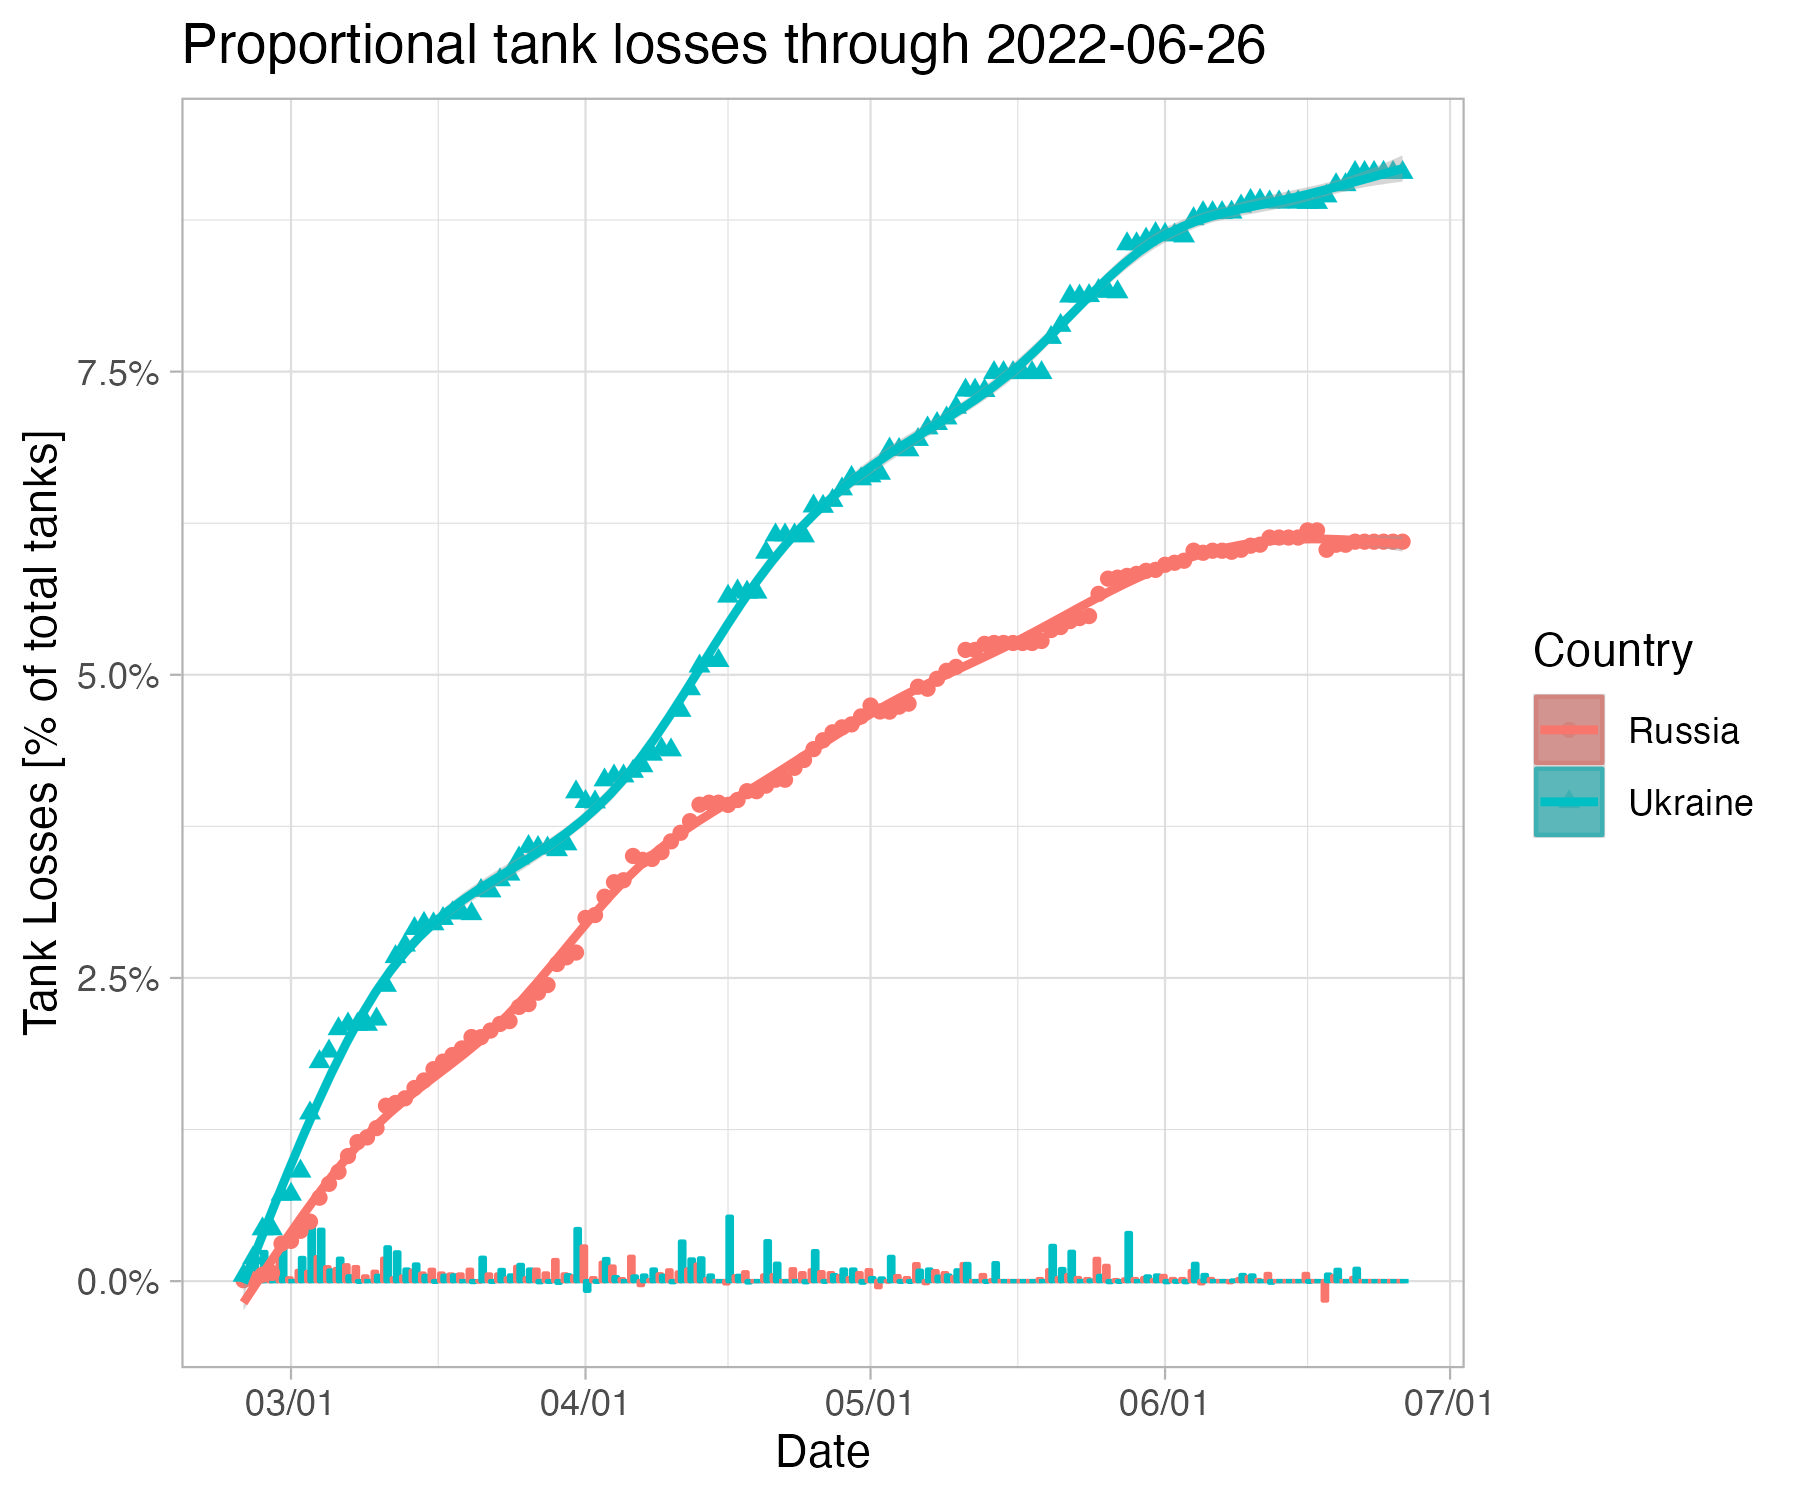 Proportional tank losses through 2022-06-26
Tank Losses [% of total tanks]
7.5%
5.0%
2.5%
0.0%
03/01
04/01
05/01
06/01
07/01
Date
Country
Russia
Ukraine